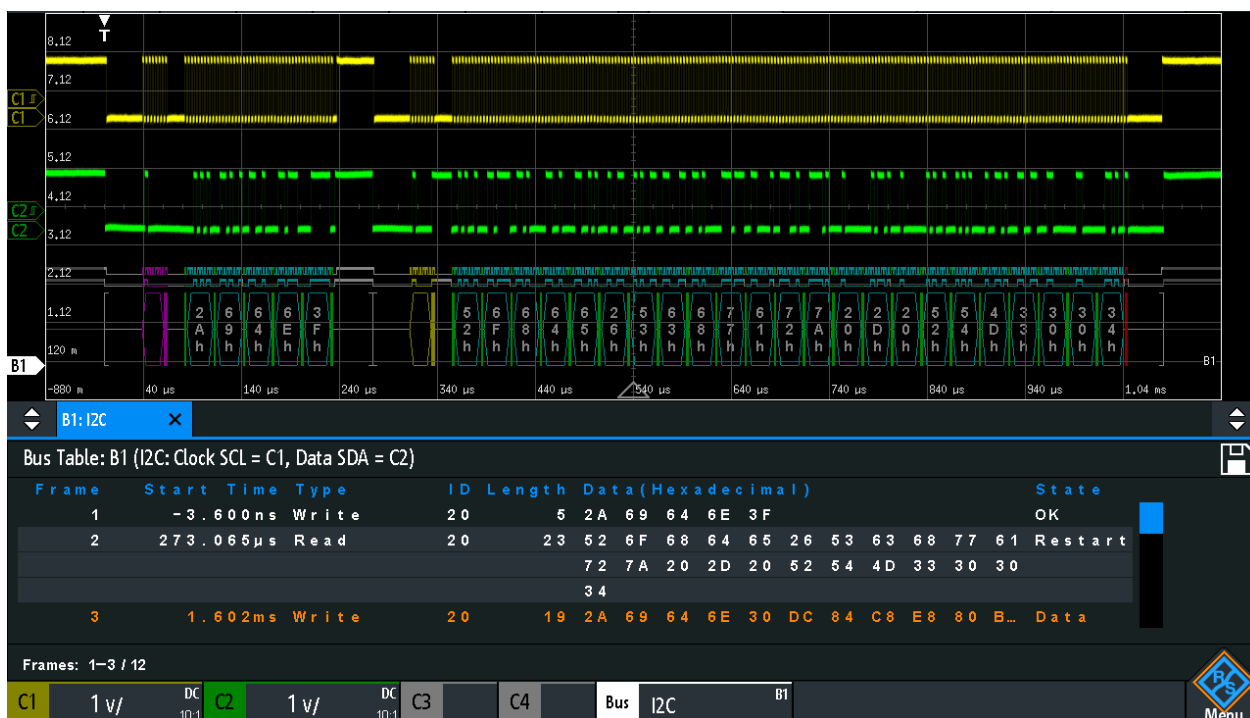 8.12
T
7.12
C1
C1 6.12
5.12
4.12
C2
C2 3.12
2.12
1.12
2 6 6 6 3 5 6 6 6 6 2 5 6 6 7 6 7 7 2 2 2 5 5 4 3 3 3 3
A 9 4 E F 2 F 8 4 5 6 3 3 8 7 1 2 A 0 D 0 2 4 D 3 0 0 4
h h h h h h h h h h h h h h h h h h h h h h h h h h h h
120 m
B1 B1
-880 m 40 µs 140 µs 240 µs 340 µs 440 µs 540 µs 640 µs 740 µs 840 µs 940 µs 1.04 ms
B1: I2C ×
Bus Table: B1 (I2C: Clock SCL = C1, Data SDA = C2)
Frame Start Time Type ID Length Data(Hexadecimal) State
1 -3.600ns Write 20 5 2A 69 64 6E 3F OK
2 273.065µs Read 20 23 52 6F 68 64 65 26 53 63 68 77 61 Restart
72 7A 20 2D 20 52 54 4D 33 30 30
34
3 1.602ms Write 20 19 2A 69 64 6E 30 DC 84 C8 E8 80 B… Data
Frames: 1-3 / 12
C1 1 V/ DC 10:1 C2 1 V/ DC 10:1 C3 C4 Bus I2C B1
R&S
Menu